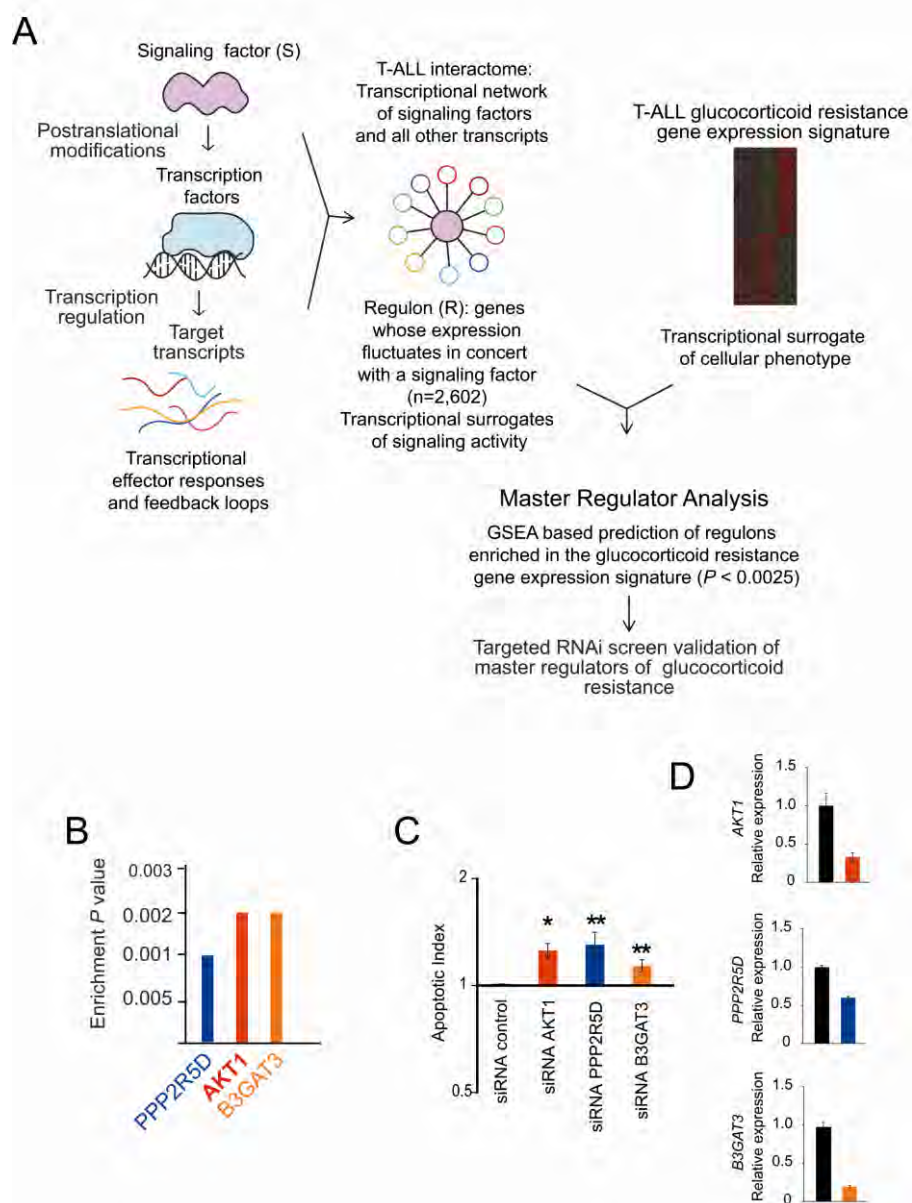 A
Signaling factor (S)
Postranslational
modifications
Transcription
factors
Transcription
regulation
Target
transcripts
Transcriptional
effector responses
and feedback loops
T-ALL interactome:
Transcriptional network
of signaling factors
and all other transcripts
Regulon (R): genes
whose expression
fluctuates in concert
with a signaling factor
(n=2,602)
Transcriptional surrogates
of signaling activity
T-ALL glucocorticoid resistance
gene expression signature
Transcriptional surrogate
of cellular phenotype
Master Regulator Analysis
GSEA based prediction of regulons
enriched in the glucocorticoid resistance
gene expression signature (P < 0.0025)
Targeted RNAi screen validation of
master regulators of glucocorticoid
resistance
B
Enrichment P value
0.003
0.002
0.001
0.005
PPP2R5D
AKT1
B3GAT3
C
Apoptotic Index
2
1
0.5
*
**
**
siRNA control
siRNA AKT1
siRNA PPP2R5D
siRNA B3GAT3
D
AKT1
Relative expression
1.5
1.0
0.5
0
PPP2R5D
Relative expression
1.5
1.0
0.5
0
B3GAT3
Relative expression
1.5
1.0
0.5